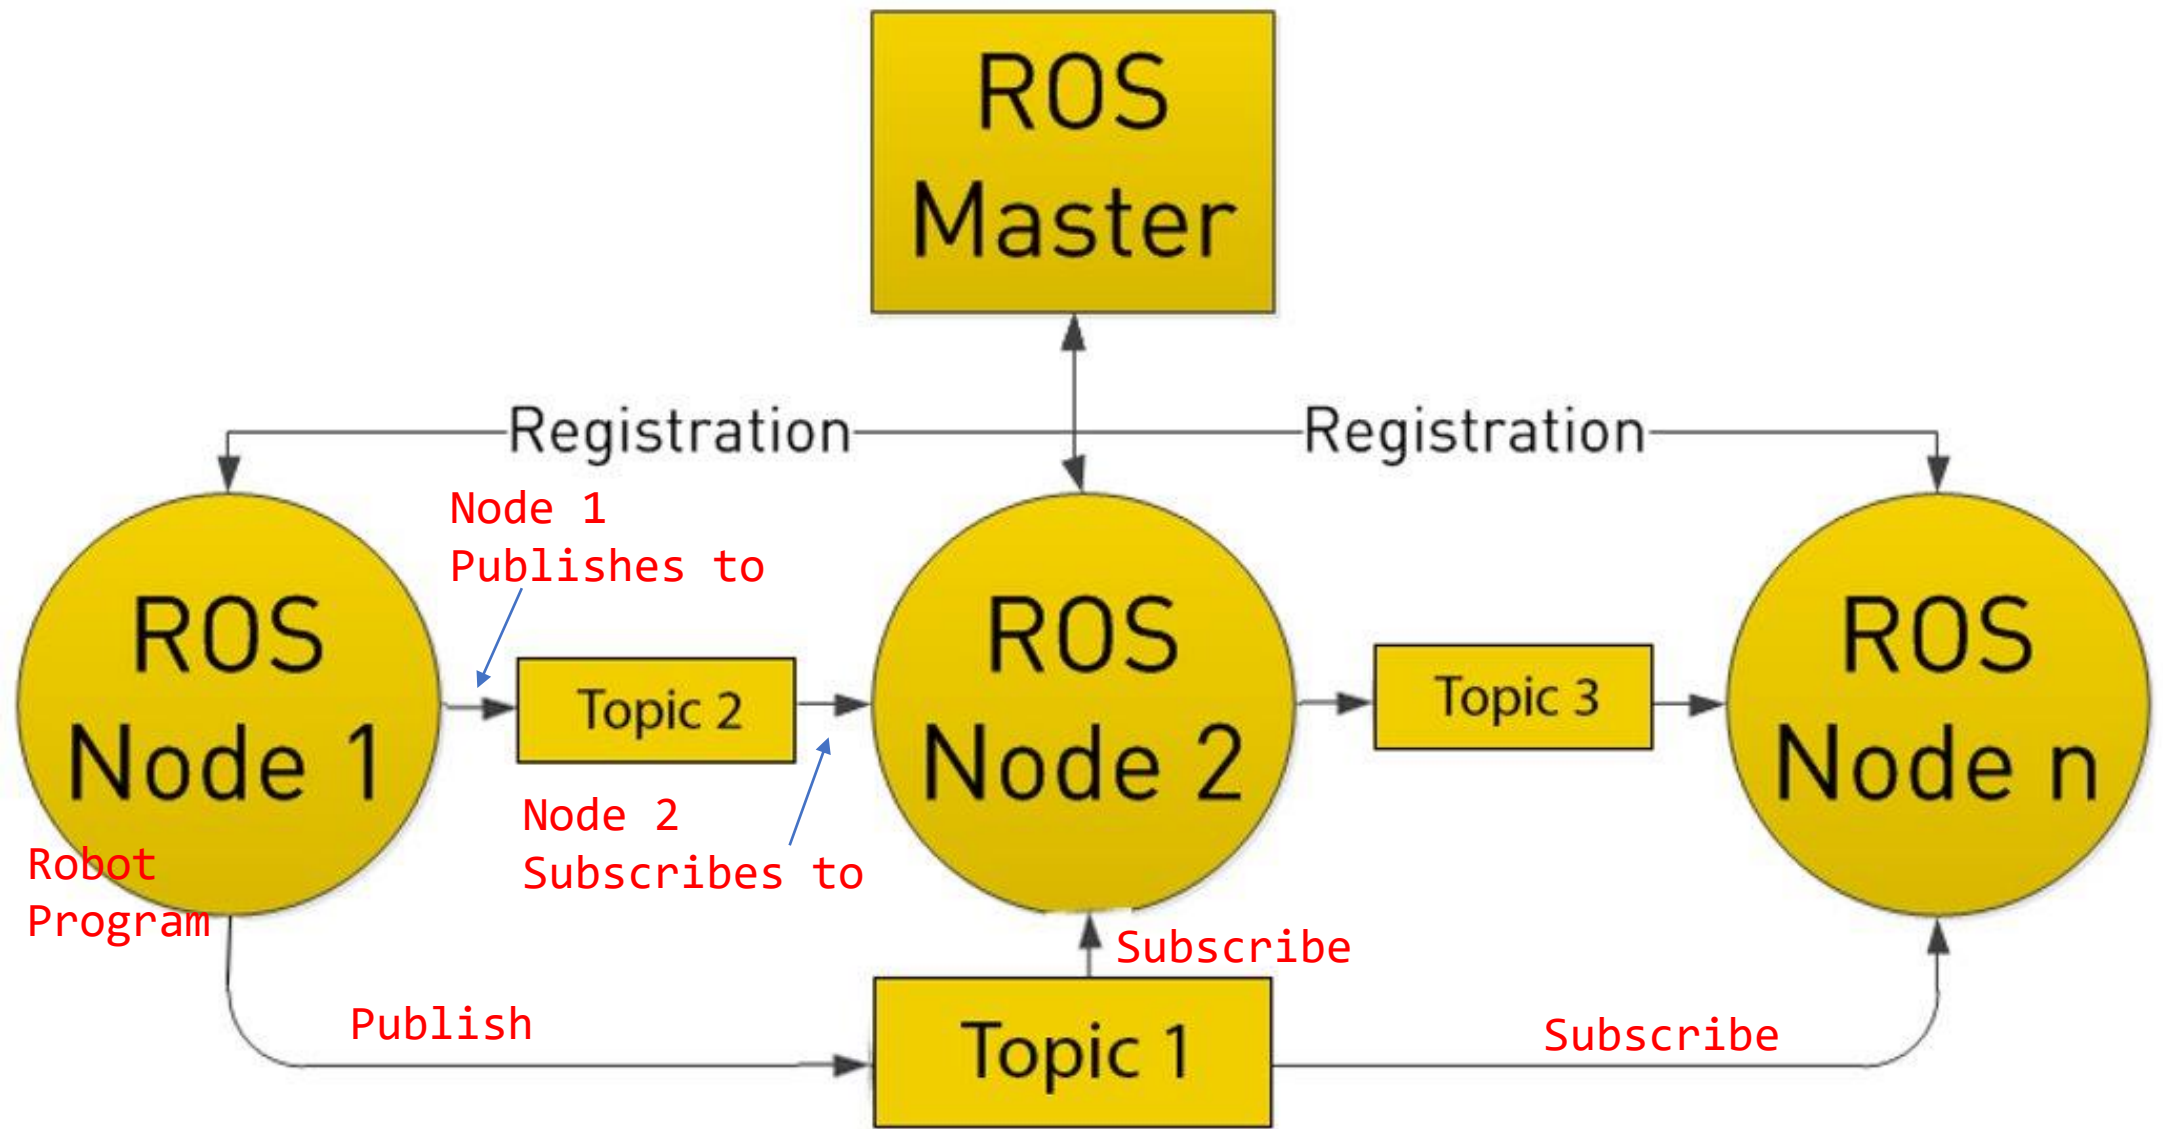 ROS
Master
Registration
Registration
Node 1
Publishes to
ROS
Node 1
Topic 2
ROS
Node 2
Topic 3
ROS
Node n
Node 2
Subscribes to
Robot
Program
Subscribe
Publish
Topic 1
Subscribe